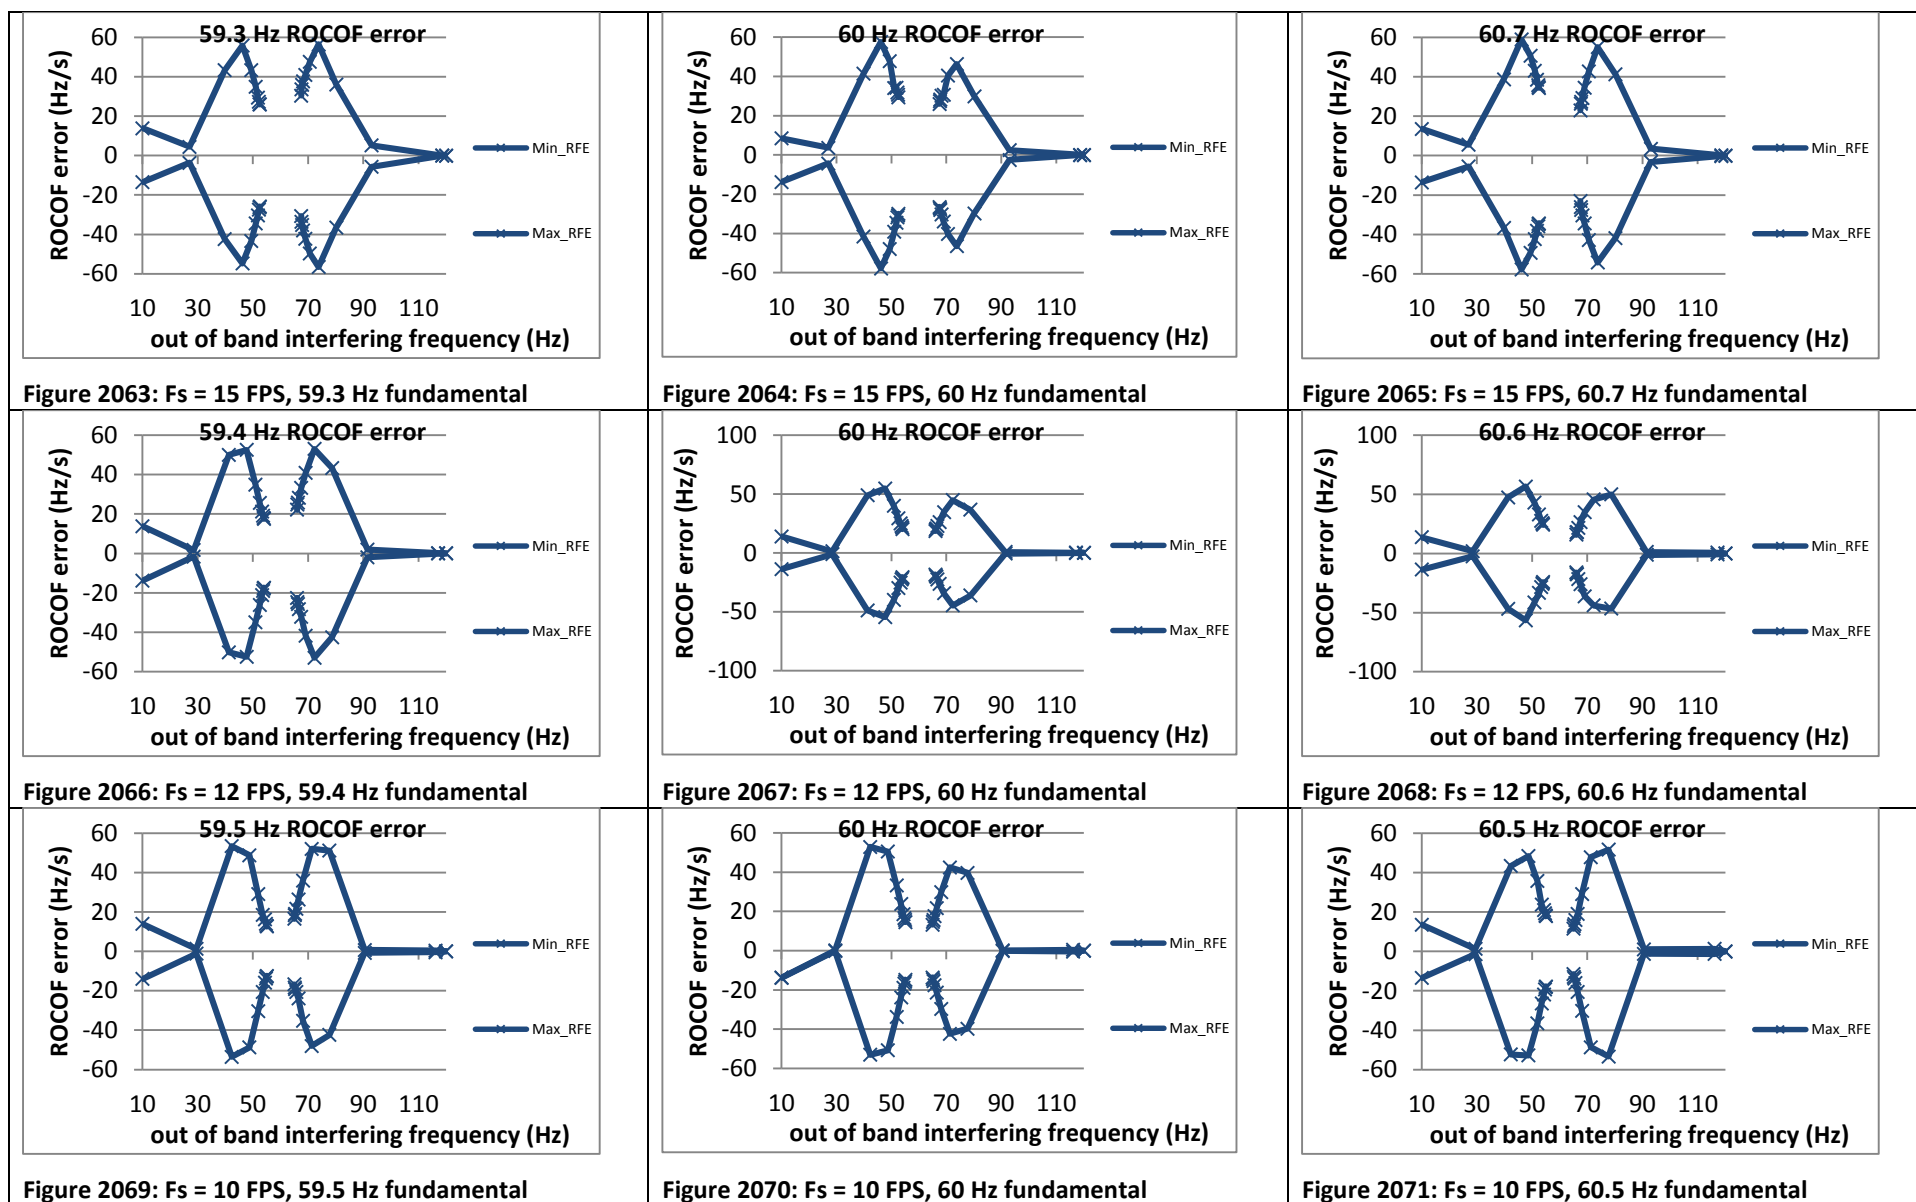 59.3 Hz ROCOF error
ROCOF error (Hz/s)
60
40
20
0
-20
-40
-60
10 30 50 70 90 110
out of band interfering frequency (Hz)
Min_RFE
Max_RFE
Figure 2063: Fs = 15 FPS, 59.3 Hz fundamental
60 Hz ROCOF error
ROCOF error (Hz/s)
60
40
20
0
-20
-40
-60
10 30 50 70 90 110
out of band interfering frequency (Hz)
Min_RFE
Max_RFE
Figure 2064: Fs = 15 FPS, 60 Hz fundamental
60.7 Hz ROCOF error
ROCOF error (Hz/s)
60
40
20
0
-20
-40
-60
10 30 50 70 90 110
out of band interfering frequency (Hz)
Min_RFE
Max_RFE
Figure 2065: Fs = 15 FPS, 60.7 Hz fundamental
59.4 Hz ROCOF error
ROCOF error (Hz/s)
60
40
20
0
-20
-40
-60
10 30 50 70 90 110
out of band interfering frequency (Hz)
Min_RFE
Max_RFE
Figure 2066: Fs = 12 FPS, 59.4 Hz fundamental
60 Hz ROCOF error
ROCOF error (Hz/s)
100
50
0
-50
-100
10 30 50 70 90 110
out of band interfering frequency (Hz)
Min_RFE
Max_RFE
Figure 2067: Fs = 12 FPS, 60 Hz fundamental
60.6 Hz ROCOF error
ROCOF error (Hz/s)
100
50
0
-50
-100
10 30 50 70 90 110
out of band interfering frequency (Hz)
Min_RFE
Max_RFE
Figure 2068: Fs = 12 FPS, 60.6 Hz fundamental
59.5 Hz ROCOF error
ROCOF error (Hz/s)
60
40
20
0
-20
-40
-60
10 30 50 70 90 110
out of band interfering frequency (Hz)
Min_RFE
Max_RFE
Figure 2069: Fs = 10 FPS, 59.5 Hz fundamental
60 Hz ROCOF error
ROCOF error (Hz/s)
60
40
20
0
-20
-40
-60
10 30 50 70 90 110
out of band interfering frequency (Hz)
Min_RFE
Max_RFE
Figure 2070: Fs = 10 FPS, 60 Hz fundamental
60.5 Hz ROCOF error
ROCOF error (Hz/s)
60
40
20
0
-20
-40
-60
10 30 50 70 90 110
out of band interfering frequency (Hz)
Min_RFE
Max_RFE
Figure 2071: Fs = 10 FPS, 60.5 Hz fundamental